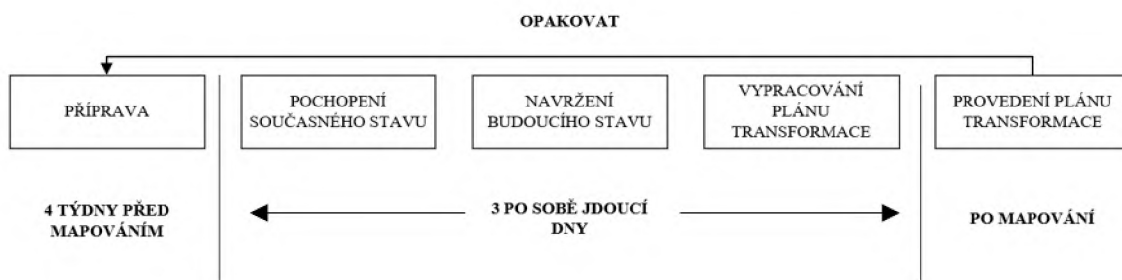 OPAKOVAT
PŘÍPRAVA
POCHOPENÍ
SOUČASNÉHO STAVU
NAVRŽENÍ
BUDOUCÍHO STAVU
VYPRACOVÁNÍ
PLÁNU
TRANSFORMACE
PROVEDENÍ PLÁNU
TRANSFORMACE
4 TÝDNY PŘED
MAPOVÁNÍM
3 PO SOBĚ JDOUCÍ
DNY
PO MAPOVÁNÍ